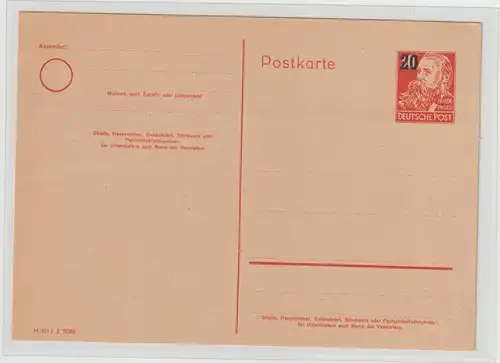 Absender:
Wohnort, auch Zustell- oder Leitpostamt
Straße, Hausnummer, Gebäudeteil, Stockwerk oder
Postschließfachnummer;
bei Untermietern auch Name des Vermieters
Postkarte
20
FRIEDR.
ENGELS
DEUTSCHE POST
Straße, Hausnummer, Gebäudeteil, Stockwerk oder Postschließfachnummer;
bei Untermietern auch Name des Vermieters